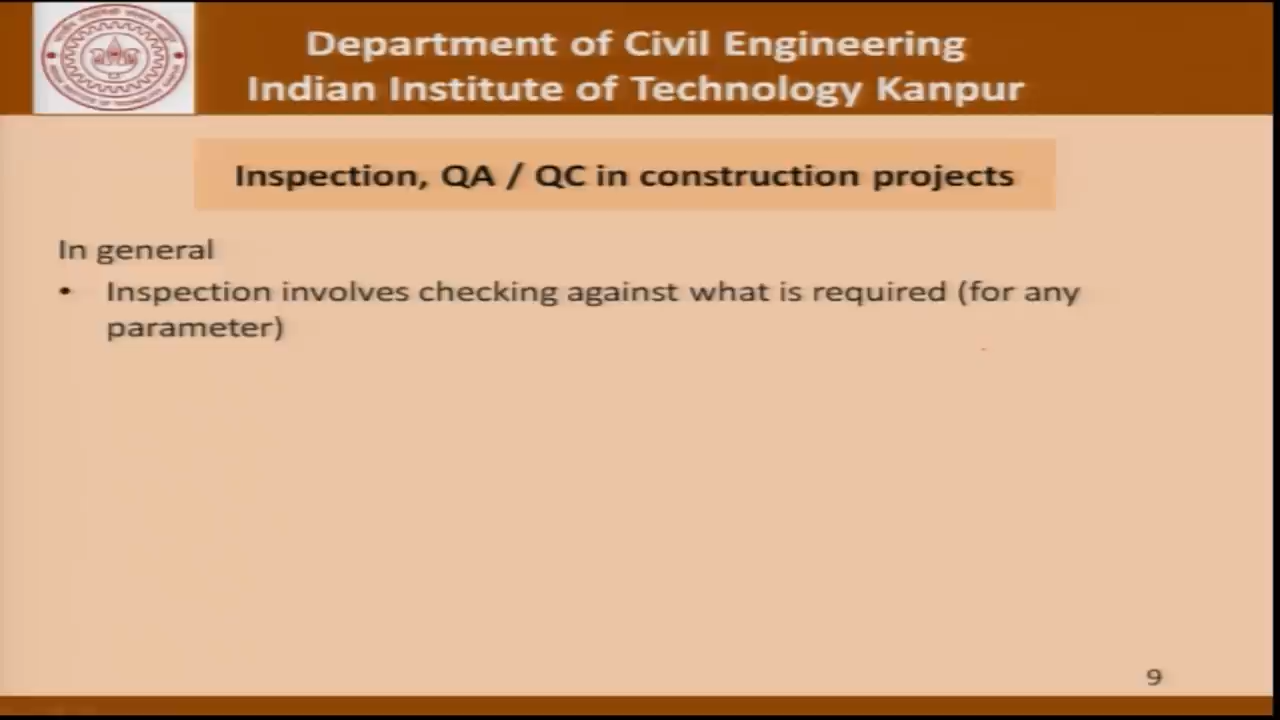 Department of Civil Engineering
Indian Institute of Technology Kanpur
Inspection, QA / QC in construction projects
In general
• Inspection involves checking against what is required (for any
parameter)
9